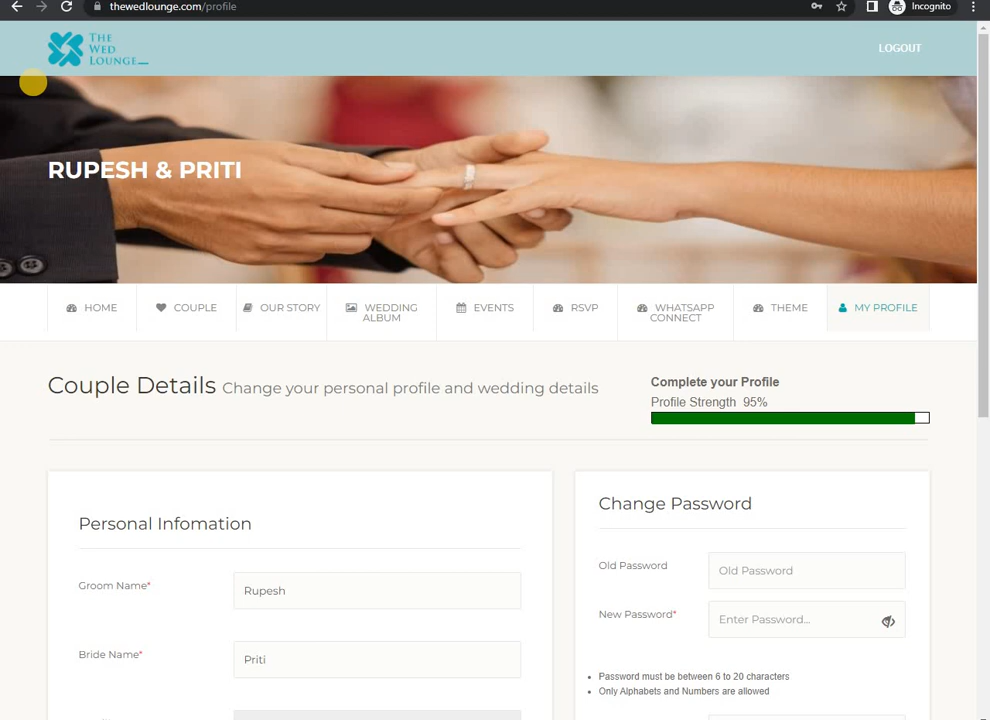 thewedlounge.com/profile
Incognito
THE
WED
LOUNGE
LOGOUT
RUPESH & PRITI
HOME
COUPLE
OUR STORY
WEDDING
ALBUM
EVENTS
RSVP
WHATSAPP
CONNECT
THEME
MY PROFILE
Couple Details Change your personal profile and wedding details
Complete your Profile
Profile Strength 95%
Personal Infomation
Groom Name*
Rupesh
Bride Name*
Priti
Change Password
Old Password
Old Password
New Password*
Enter Password...
Password must be between 6 to 20 characters
Only Alphabets and Numbers are allowed